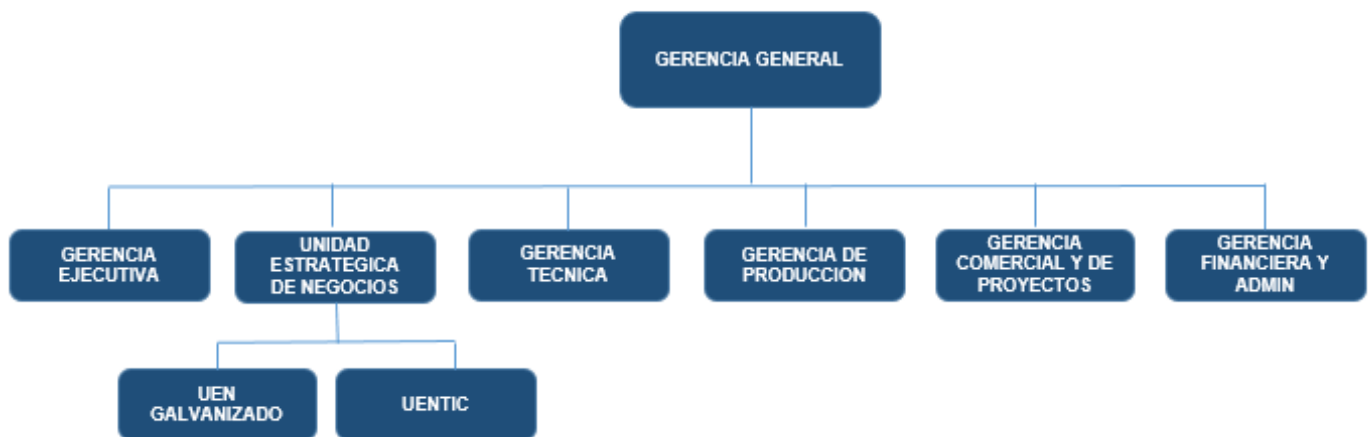 GERENCIA GENERAL
GERENCIA
EJECUTIVA
UNIDAD
ESTRATEGICA
DE NEGOCIOS
GERENCIA
TECNICA
GERENCIA DE
PRODUCCION
GERENCIA
COMERCIAL Y DE
PROYECTOS
GERENCIA
FINANCIERA Y
ADMIN
UEN
GALVANIZADO
UENTIC